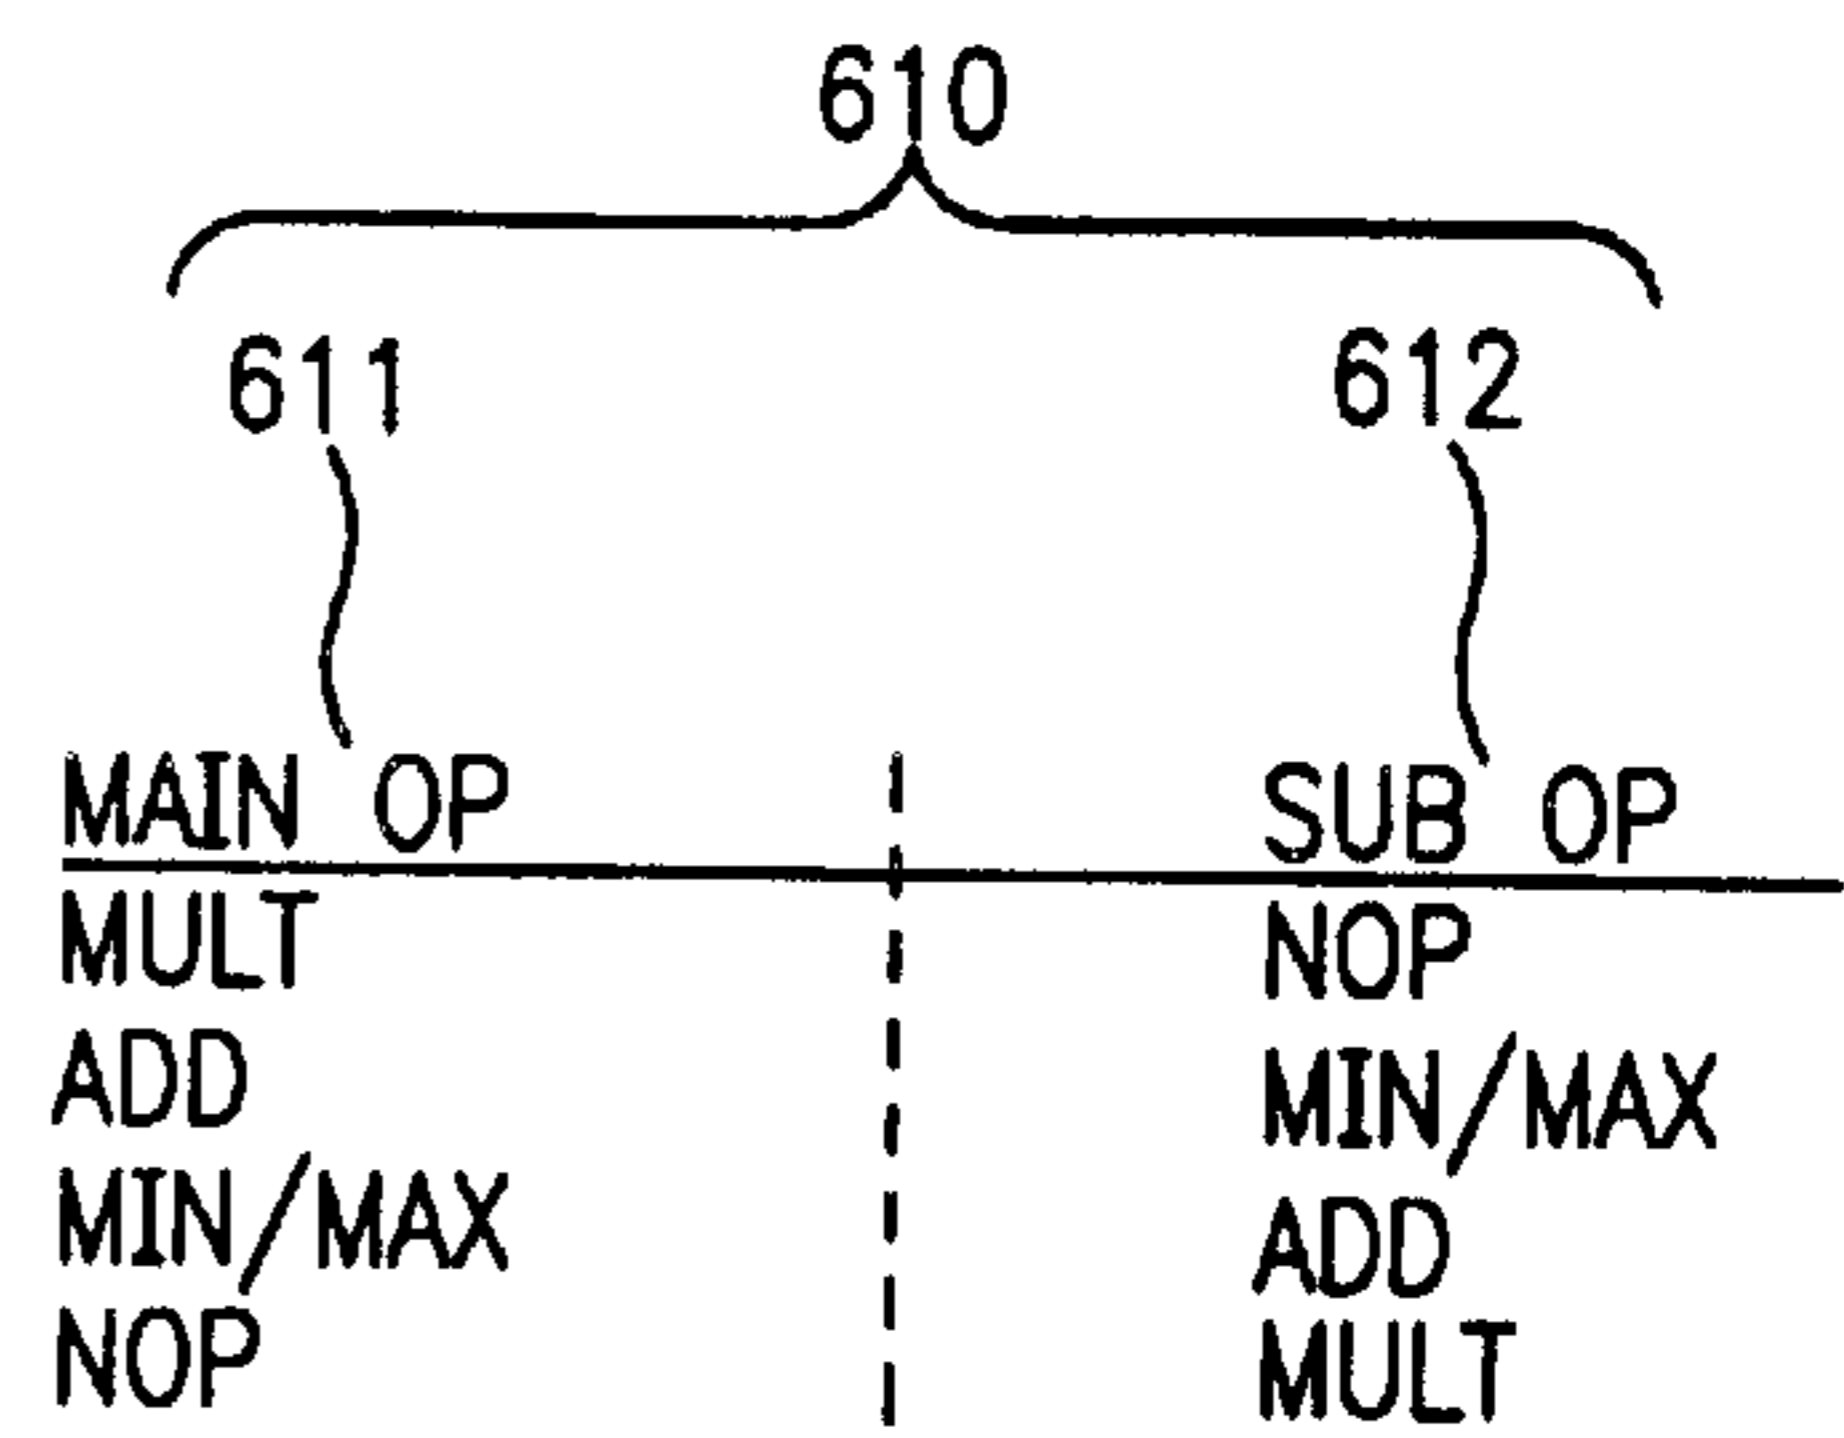 610
611 612
MAIN OP SUB OP
MULT NOP
ADD MIN/MAX
MIN/MAX ADD
NOP MULT